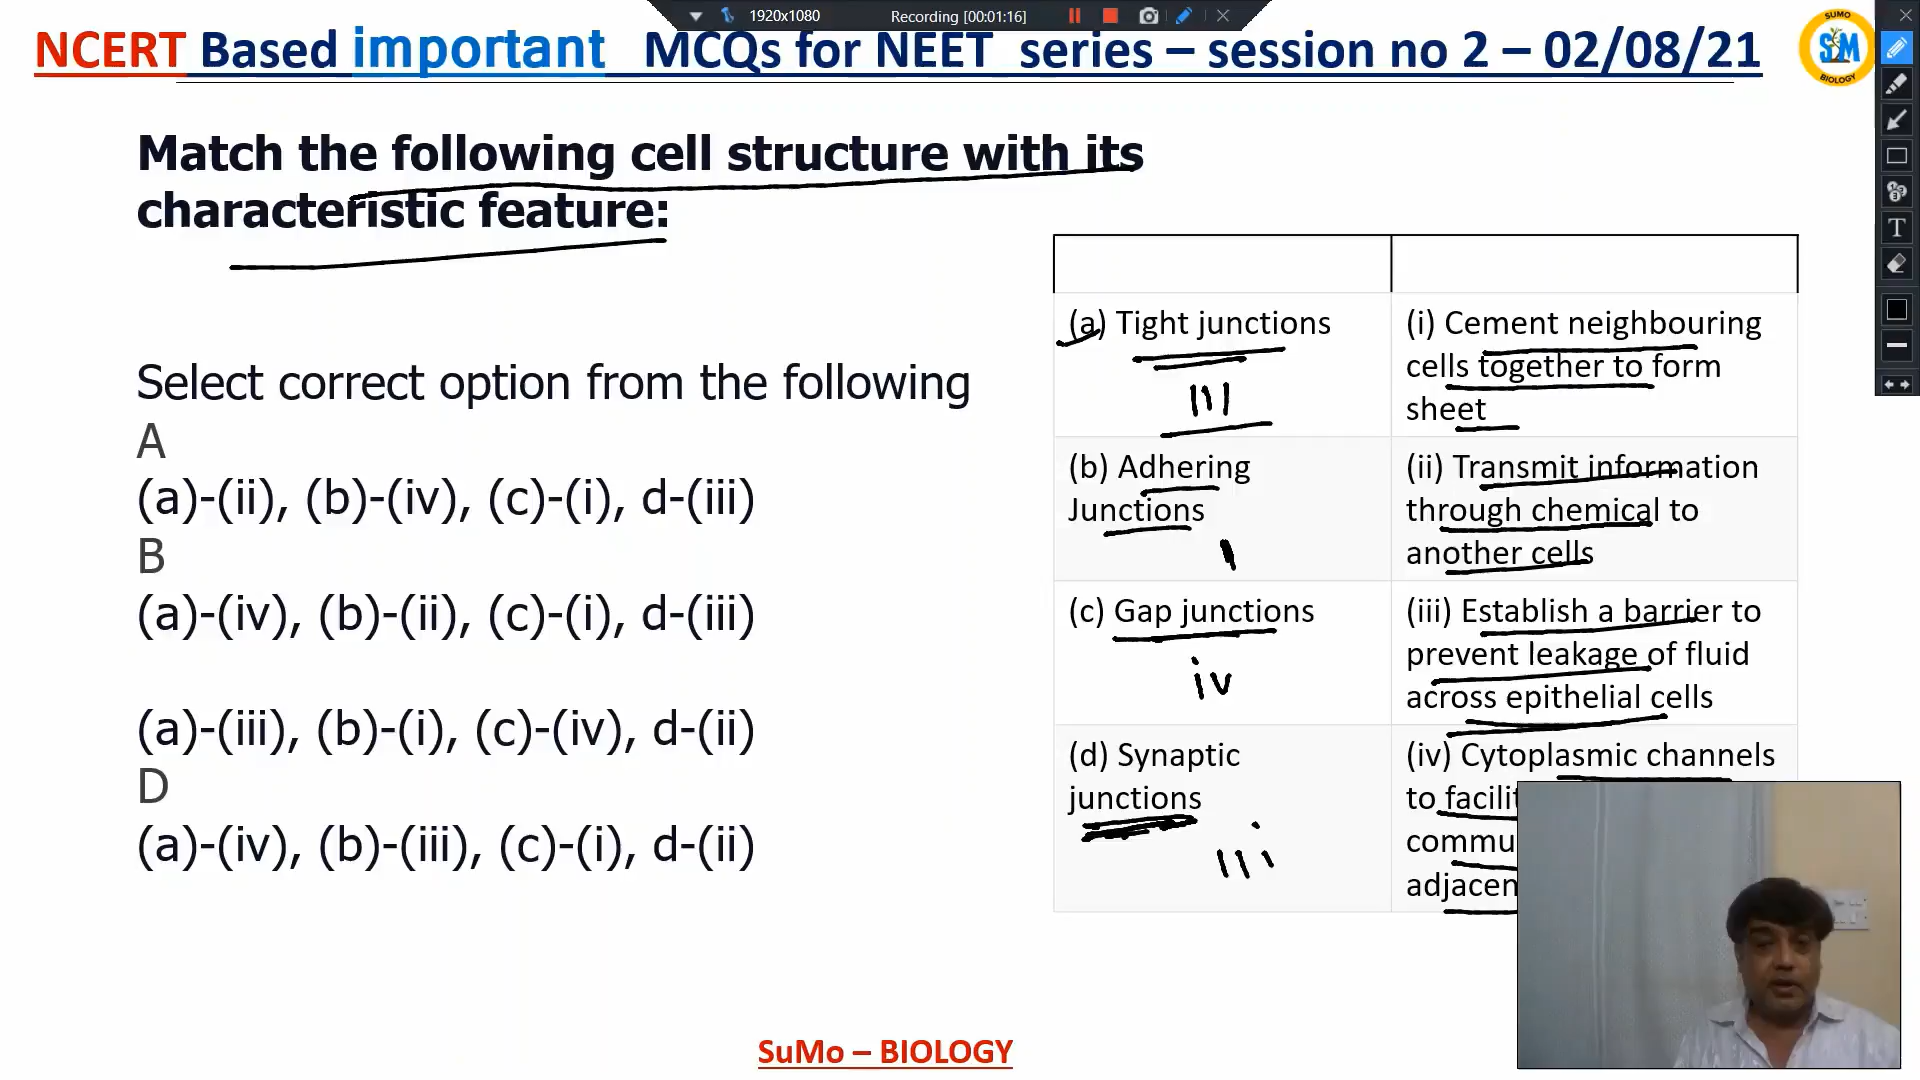 1920x1080
Recording [00:01:16]
NCERT Based important MCQs for NEET series – session no 2 – 02/08/21
SUMO
SM
BIOLOGY
Match the following cell structure with its
characteristic feature:
Select correct option from the following
A
(a)-(ii), (b)-(iv), (c)-(i), d-(iii)
B
(a)-(iv), (b)-(ii), (c)-(i), d-(iii)
(a)-(iii), (b)-(i), (c)-(iv), d-(ii)
D
(a)-(iv), (b)-(iii), (c)-(i), d-(ii)
(a) Tight junctions
III
(i) Cement neighbouring
cells together to form
sheet
(b) Adhering
Junctions
I
(ii) Transmit information
through chemical to
another cells
(c) Gap junctions
iv
(iii) Establish a barrier to
prevent leakage of fluid
across epithelial cells
(d) Synaptic
junctions
iii
(iv) Cytoplasmic channels
to facilit
commu
adjacen
SuMo – BIOLOGY